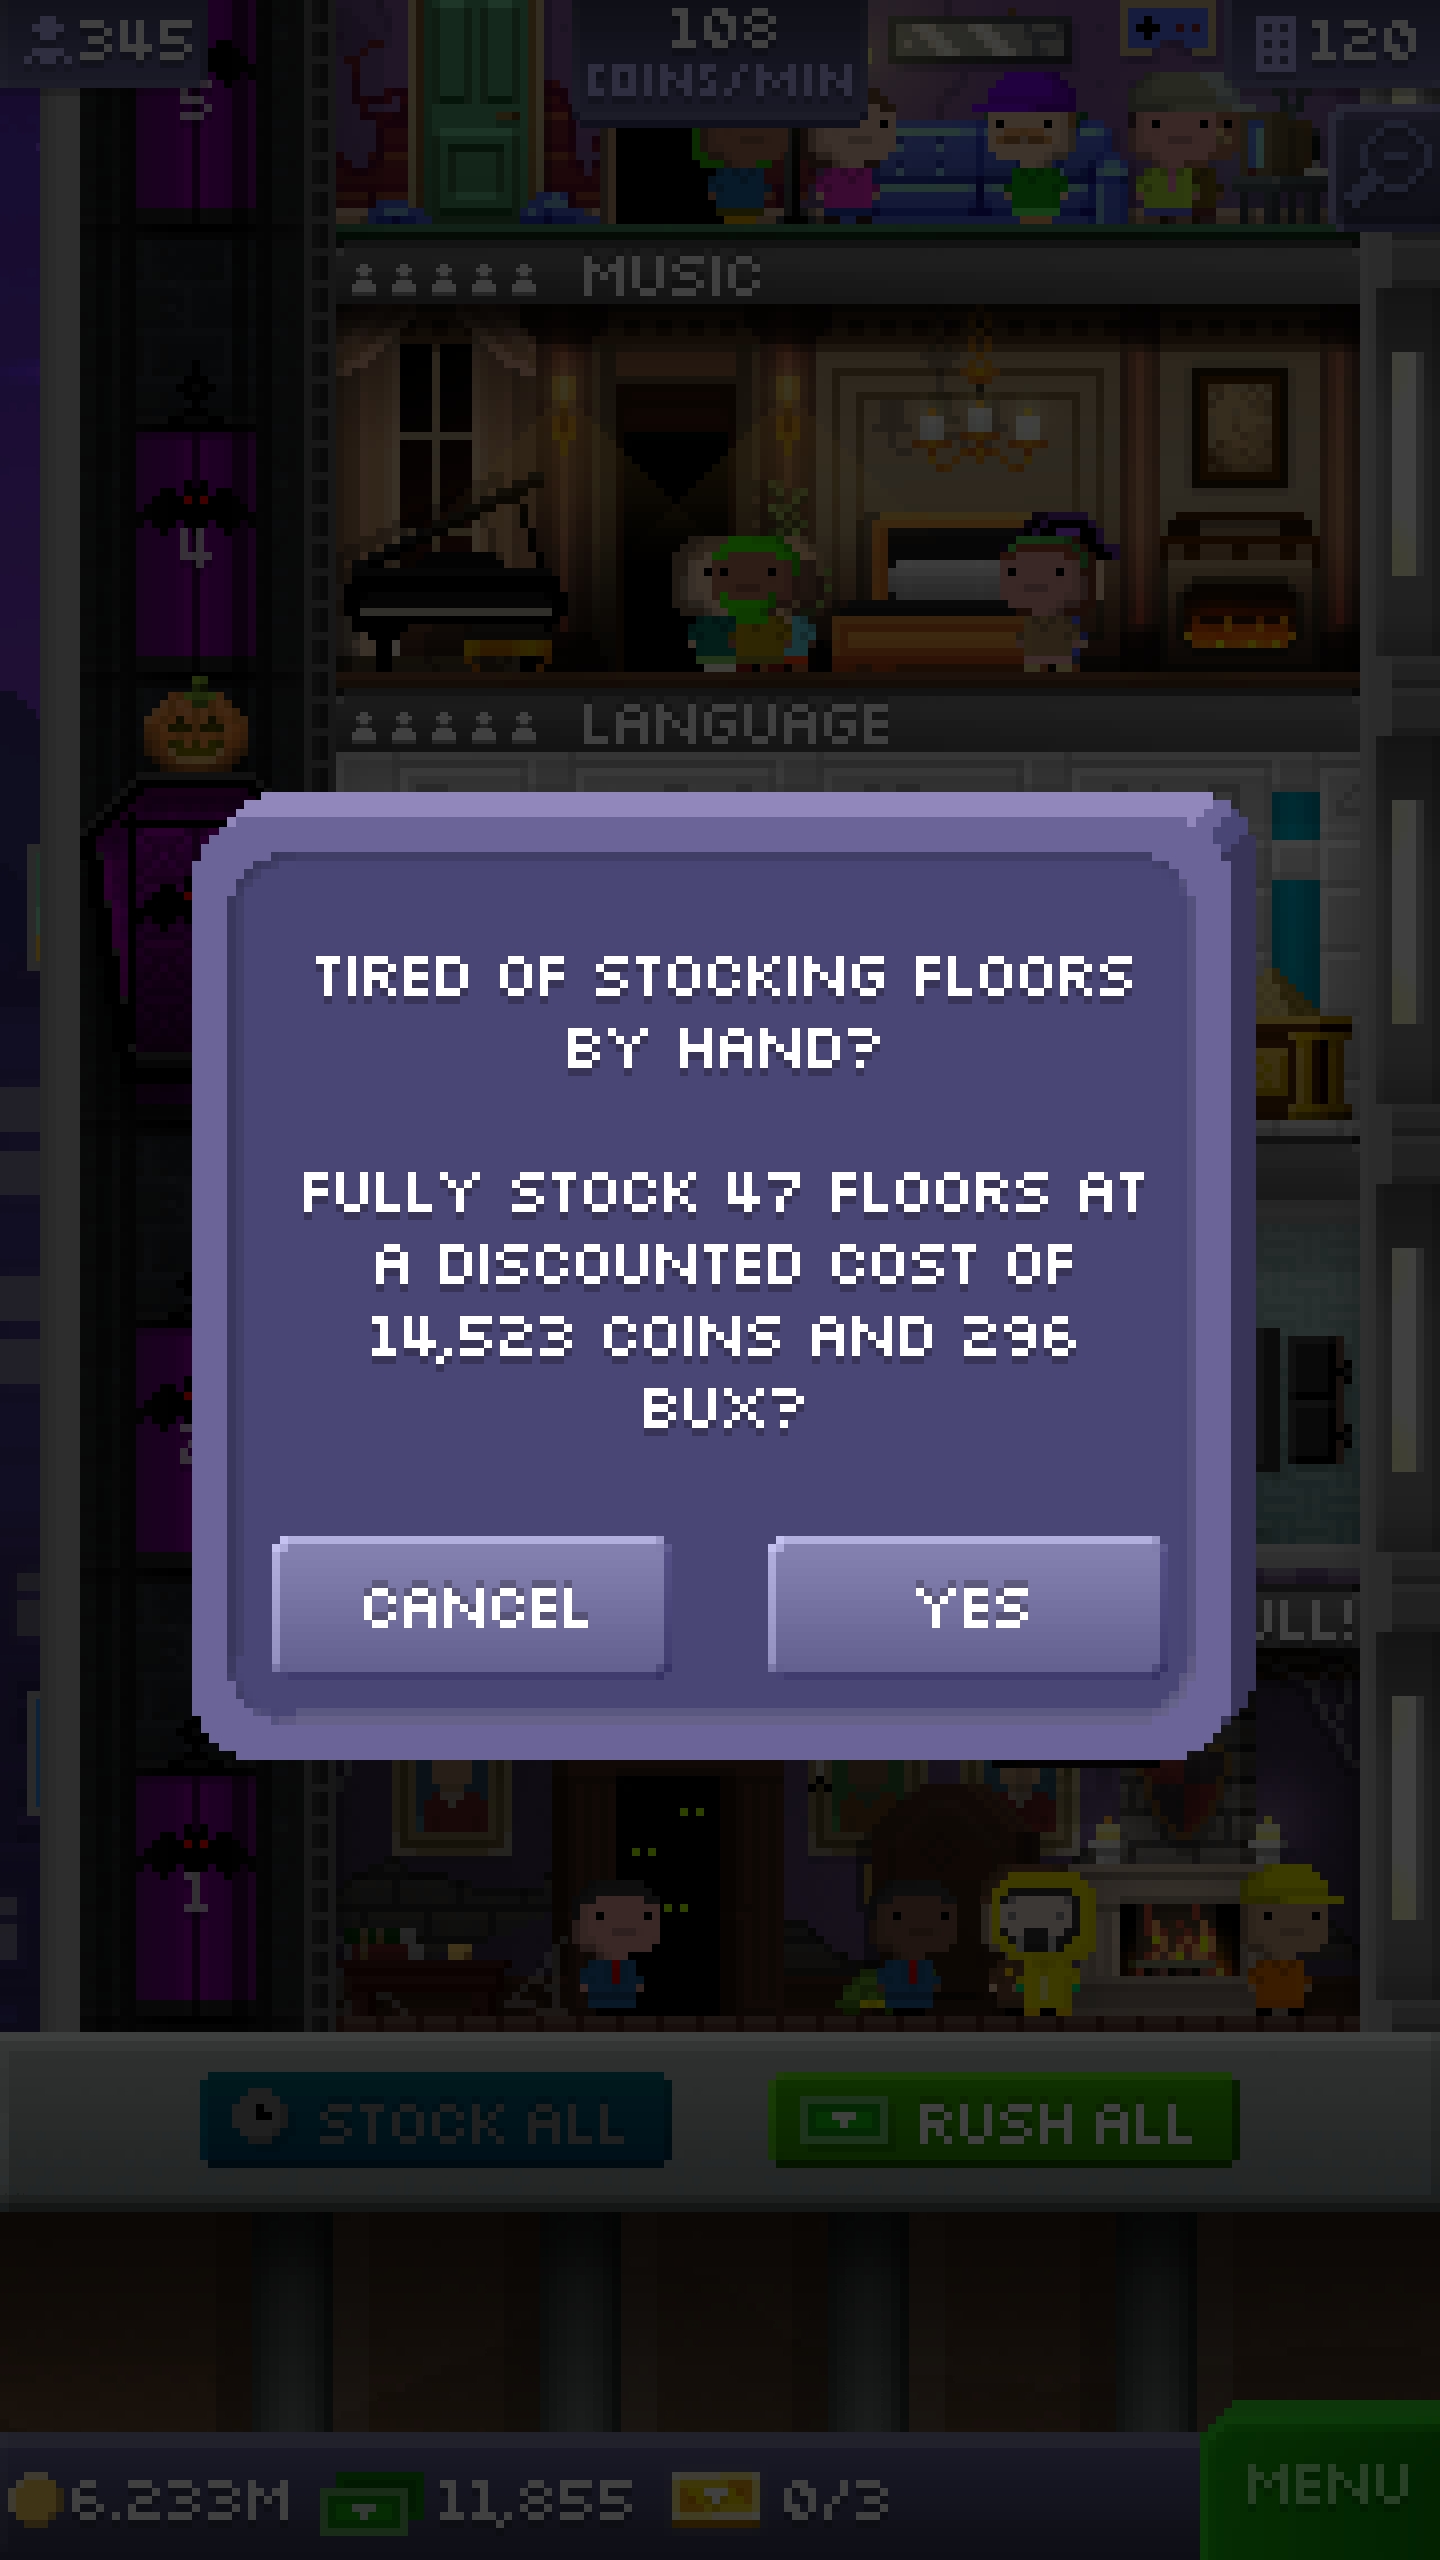 345
108
COINS/MIN
120
5
MUSIC
4
LANGUAGE
TIRED OF STOCKING FLOORS
BY HAND?
FULLY STOCK 47 FLOORS AT
A DISCOUNTED COST OF
14,523 COINS AND 296
BUX?
CANCEL
YES
1
STOCK ALL
RUSH ALL
6.233M
11,855
0/3
MENU